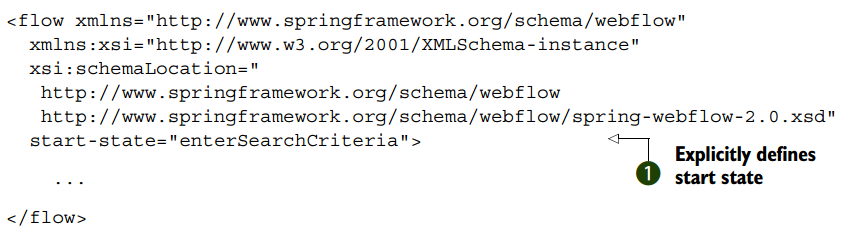 <flow xmlns="http://www.springframework.org/schema/webflow"
xmlns:xsi="http://www.w3.org/2001/XMLSchema-instance"
xsi:schemaLocation="
http://www.springframework.org/schema/webflow
http://www.springframework.org/schema/webflow/spring-webflow-2.0.xsd"
start-state="enterSearchCriteria">
1 Explicitly defines
start state
...
</flow>